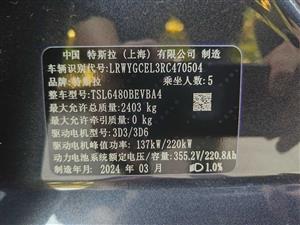 中国 特斯拉（上海）有限公司 制造
车辆识别代号:LRWYGCEL3RC470504
品牌:特斯拉 乘坐人数:5
整车型号:TSL6480BEVBA4
最大允许总质量:2403 kg
最大允许牵引质量:0 kg
驱动电机型号:3D3/3D6
驱动电机峰值功率:137kW/220kW
动力电池系统额定电压/容量:355.2V/220.8Ah
制造年月:2024 年 03 月 1.0%